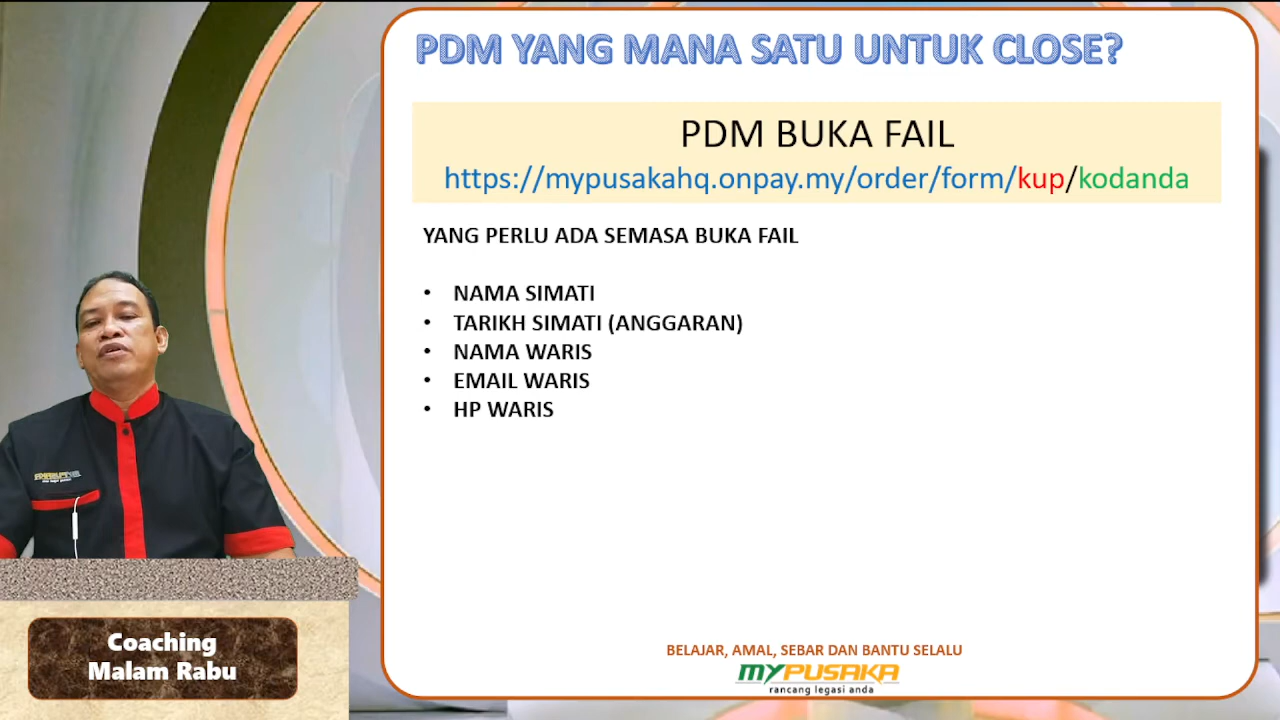 PDM YANG MANA SATU UNTUK CLOSE?
PDM BUKA FAIL
https://mypusakahq.onpay.my/order/form/kup/kodanda
YANG PERLU ADA SEMASA BUKA FAIL
• NAMA SIMATI
• TARIKH SIMATI (ANGGARAN)
• NAMA WARIS
• EMAIL WARIS
• HP WARIS
Coaching
Malam Rabu
BELAJAR, AMAL, SEBAR DAN BANTU SELALU
MYPUSAKA
rancang legasi anda